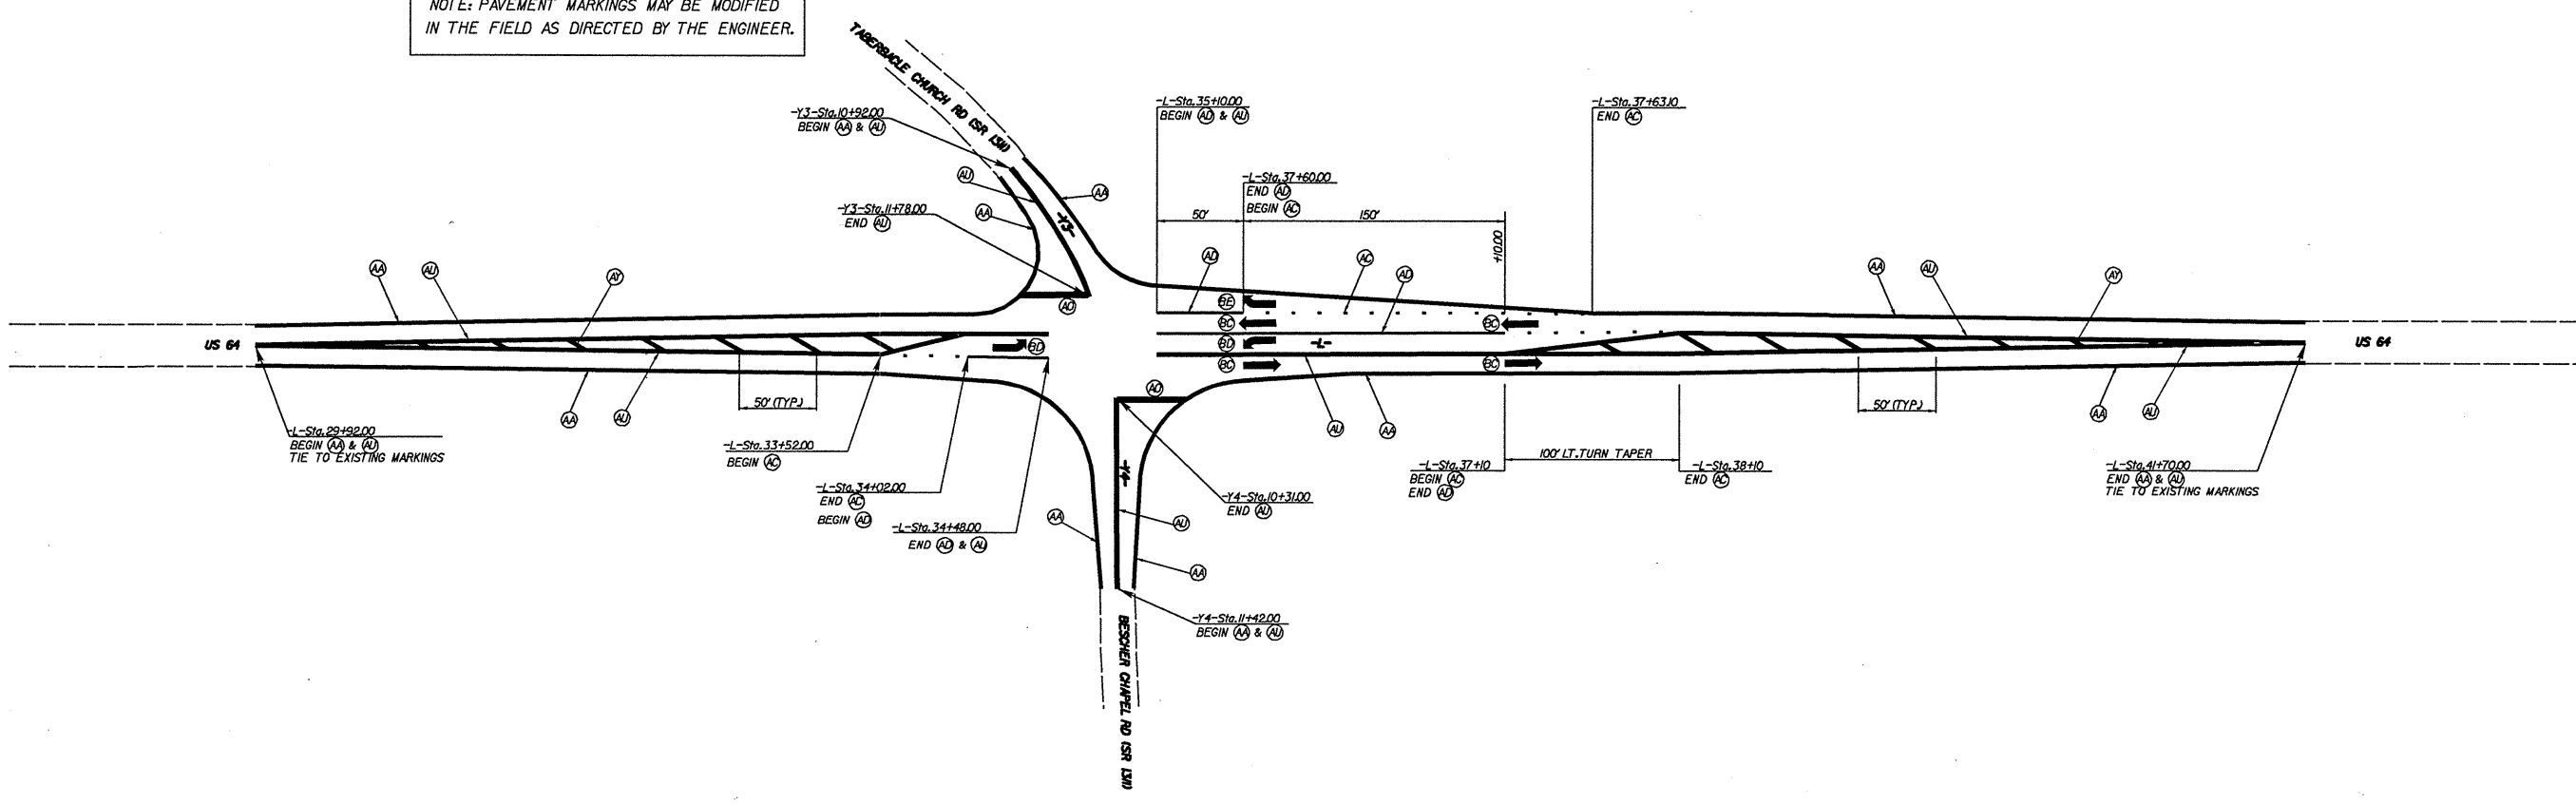 NOTE: PAVEMENT MARKINGS MAY BE MODIFIED
IN THE FIELD AS DIRECTED BY THE ENGINEER.
TABERBACLE CHURCH RD (SR 1311)
-Y3-Sta.10+92.00
BEGIN AA & AU
-L-Sta.35+10.00
BEGIN AD & AU
-L-Sta.37+63.10
END AC
AU
AA
-L-Sta.37+60.00
END AD
BEGIN AC
-Y3-Sta.11+78.00
END AU
AA
-Y3-
50'
150'
+10.00
AA
AU
AY
AD
AC
AD
AA
AU
AY
AO
BE
BC
BC
US 64
BD
BD
-L-
US 64
BC
BC
AO
50' (TYP.)
50' (TYP.)
AA
AU
AU
AA
AA
AU
-L-Sta.29+92.00
BEGIN AA & AU
TIE TO EXISTING MARKINGS
-L-Sta.33+52.00
BEGIN AC
100' LT.TURN TAPER
-L-Sta.37+10
BEGIN AC
END AD
-L-Sta.38+10
END AC
-L-Sta.41+70.00
END AA & AU
TIE TO EXISTING MARKINGS
-Y4-
-L-Sta.34+02.00
END AC
BEGIN AD
-Y4-Sta.10+31.00
END AU
-L-Sta.34+48.00
END AD & AU
AA
AU
AA
-Y4-Sta.11+42.00
BEGIN AA & AU
BESCHER CHAPEL RD (SR 1311)